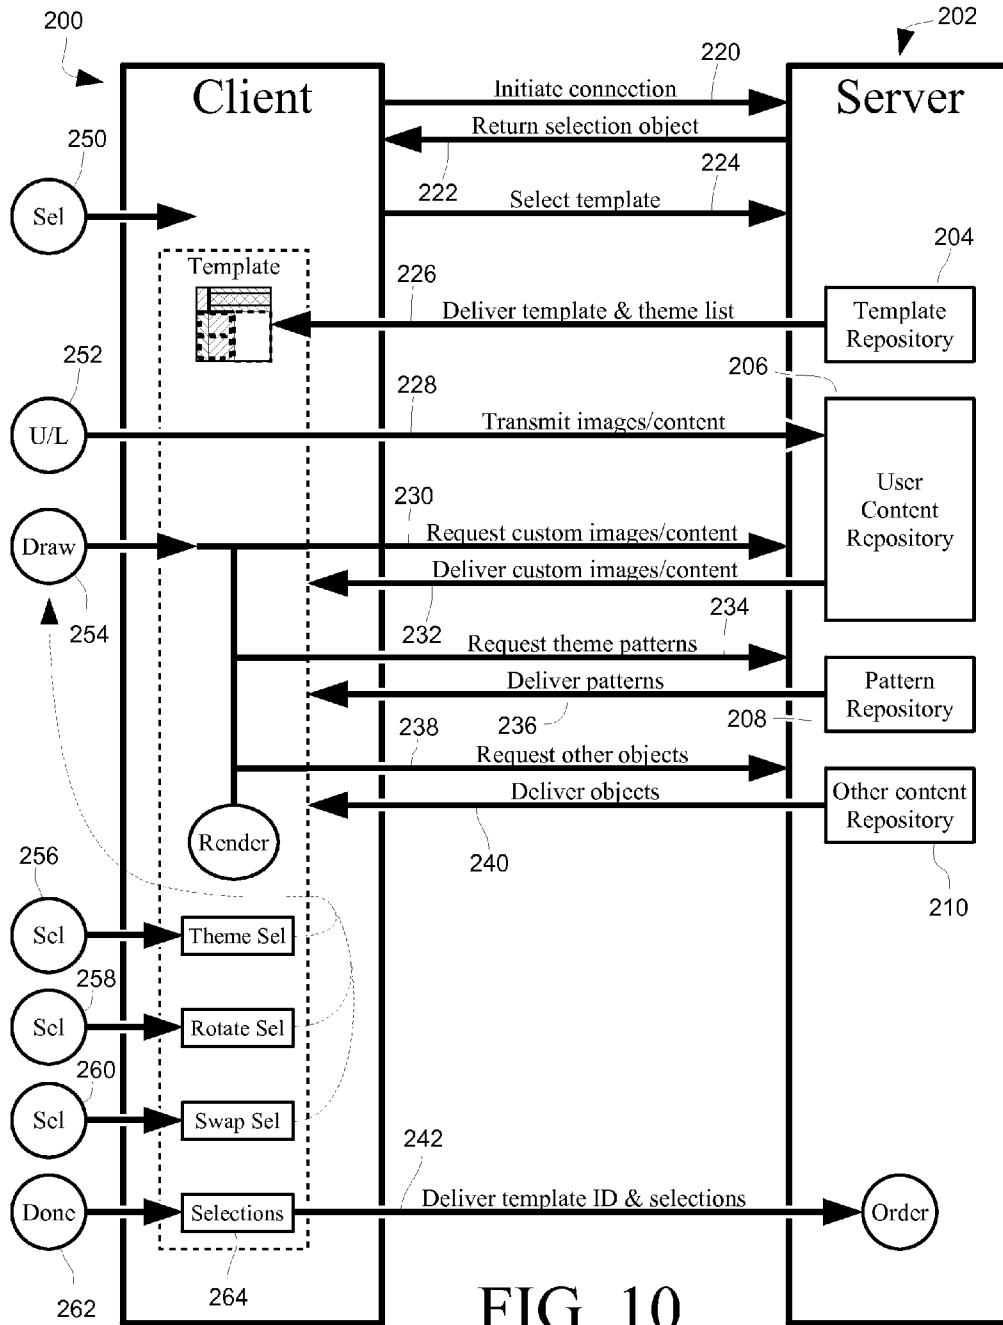 200
202
Client
Server
220
Initiate connection
Return selection object
222
224
250
Sel
Select template
Template
226
204
Deliver template & theme list
Template
Repository
252
206
228
U/L
Transmit images/content
User
Content
Repository
230
Draw
Request custom images/content
Deliver custom images/content
254
232
234
Request theme patterns
Deliver patterns
Pattern
Repository
208
236
238
Request other objects
Deliver objects
Other content
Repository
Render
240
256
210
Sel
Theme Sel
258
Sel
Rotate Sel
260
Sel
Swap Sel
242
Done
Selections
Deliver template ID & selections
Order
262
264
FIG. 10